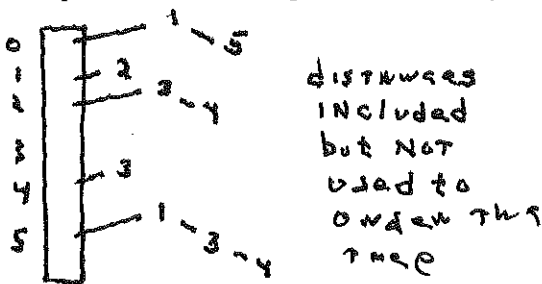 0 1 5
1 2
2 3 4
3
4 3
5 1 3 4
distances
INCluded
but NOT
used to
order The
Tree